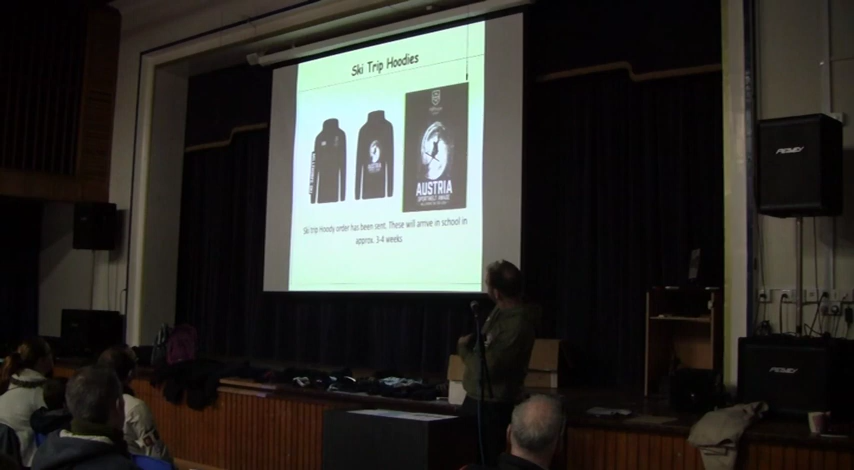 Ski Trip Hoodies
AUSTRIA
Ski trip Hoody order has been sent. These will arrive in school in
approx. 3-4 weeks
PEAVEY
PEAVEY